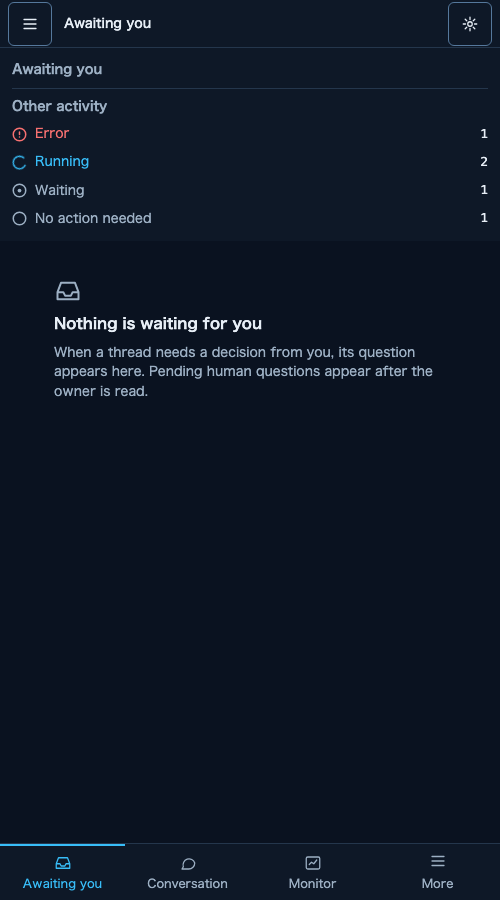 Awaiting you
Awaiting you
Other activity
Error 1
Running 2
Waiting 1
No action needed 1
Nothing is waiting for you
When a thread needs a decision from you, its question
appears here. Pending human questions appear after the
owner is read.
Awaiting you Conversation Monitor More